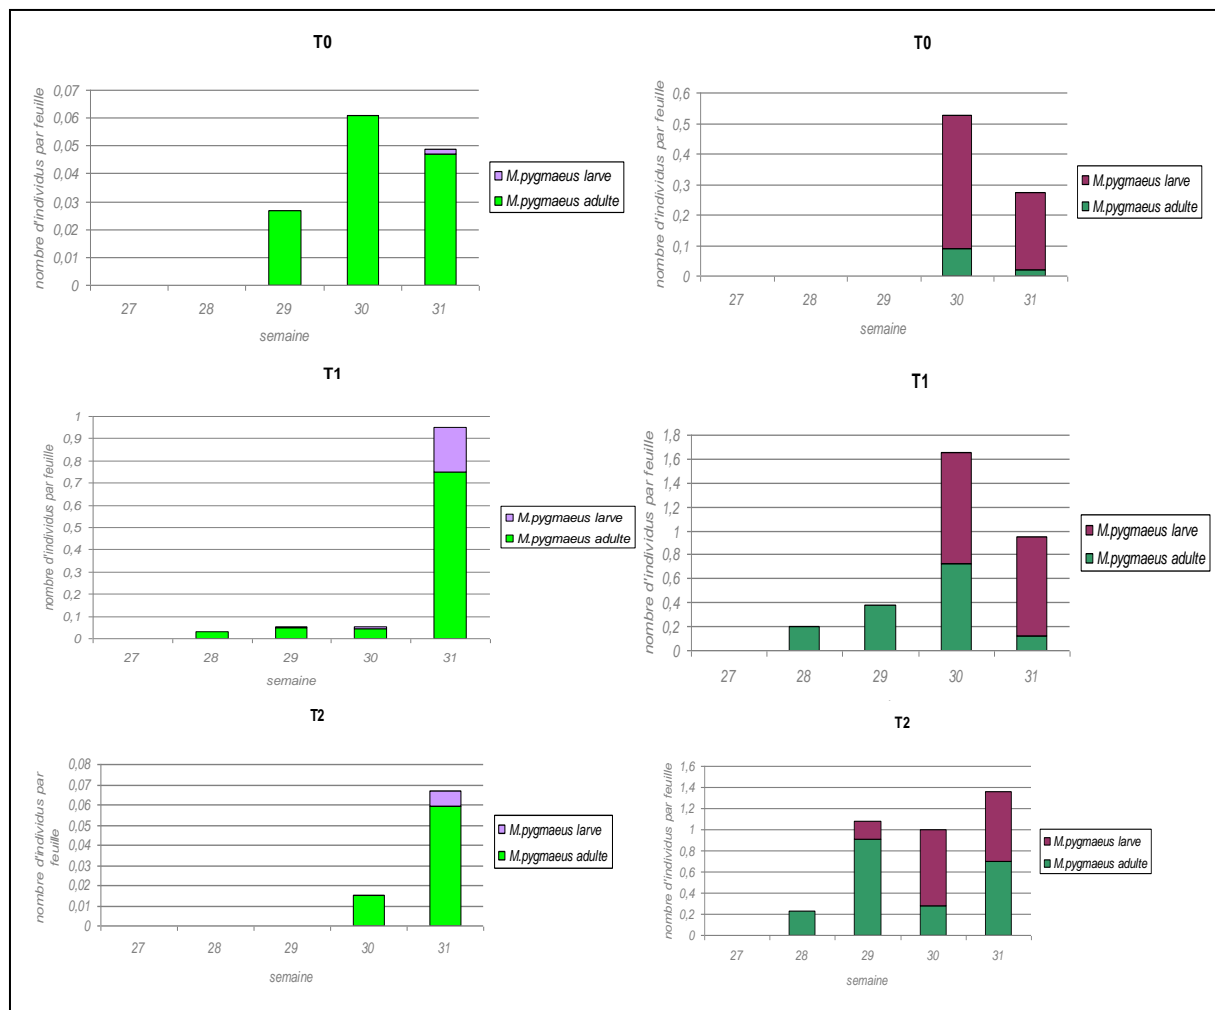 T0
nombre d'individus par feuille
0,07
0,06
0,05
0,04
0,03
0,02
0,01
0
27 28 29 30 31
semaine
M.pygmaeus larve
M.pygmaeus adulte
T0
nombre d'individus par feuille
0,6
0,5
0,4
0,3
0,2
0,1
0
27 28 29 30 31
semaine
M.pygmaeus larve
M.pygmaeus adulte
T1
nombre d'individus par feuille
1
0,9
0,8
0,7
0,6
0,5
0,4
0,3
0,2
0,1
0
27 28 29 30 31
semaine
M.pygmaeus larve
M.pygmaeus adulte
T1
nombre d'individus par feuille
1,8
1,6
1,4
1,2
1
0,8
0,6
0,4
0,2
0
27 28 29 30 31
M.pygmaeus larve
M.pygmaeus adulte
T2
nombre d'individus par
feuille
0,08
0,07
0,06
0,05
0,04
0,03
0,02
0,01
0
27 28 29 30 31
semaine
M.pygmaeus larve
M.pygmaeus adulte
T2
nombre d'individus par feuille
1,6
1,4
1,2
1
0,8
0,6
0,4
0,2
0
27 28 29 30 31
semaine
M.pygmaeus larve
M.pygmaeus adulte